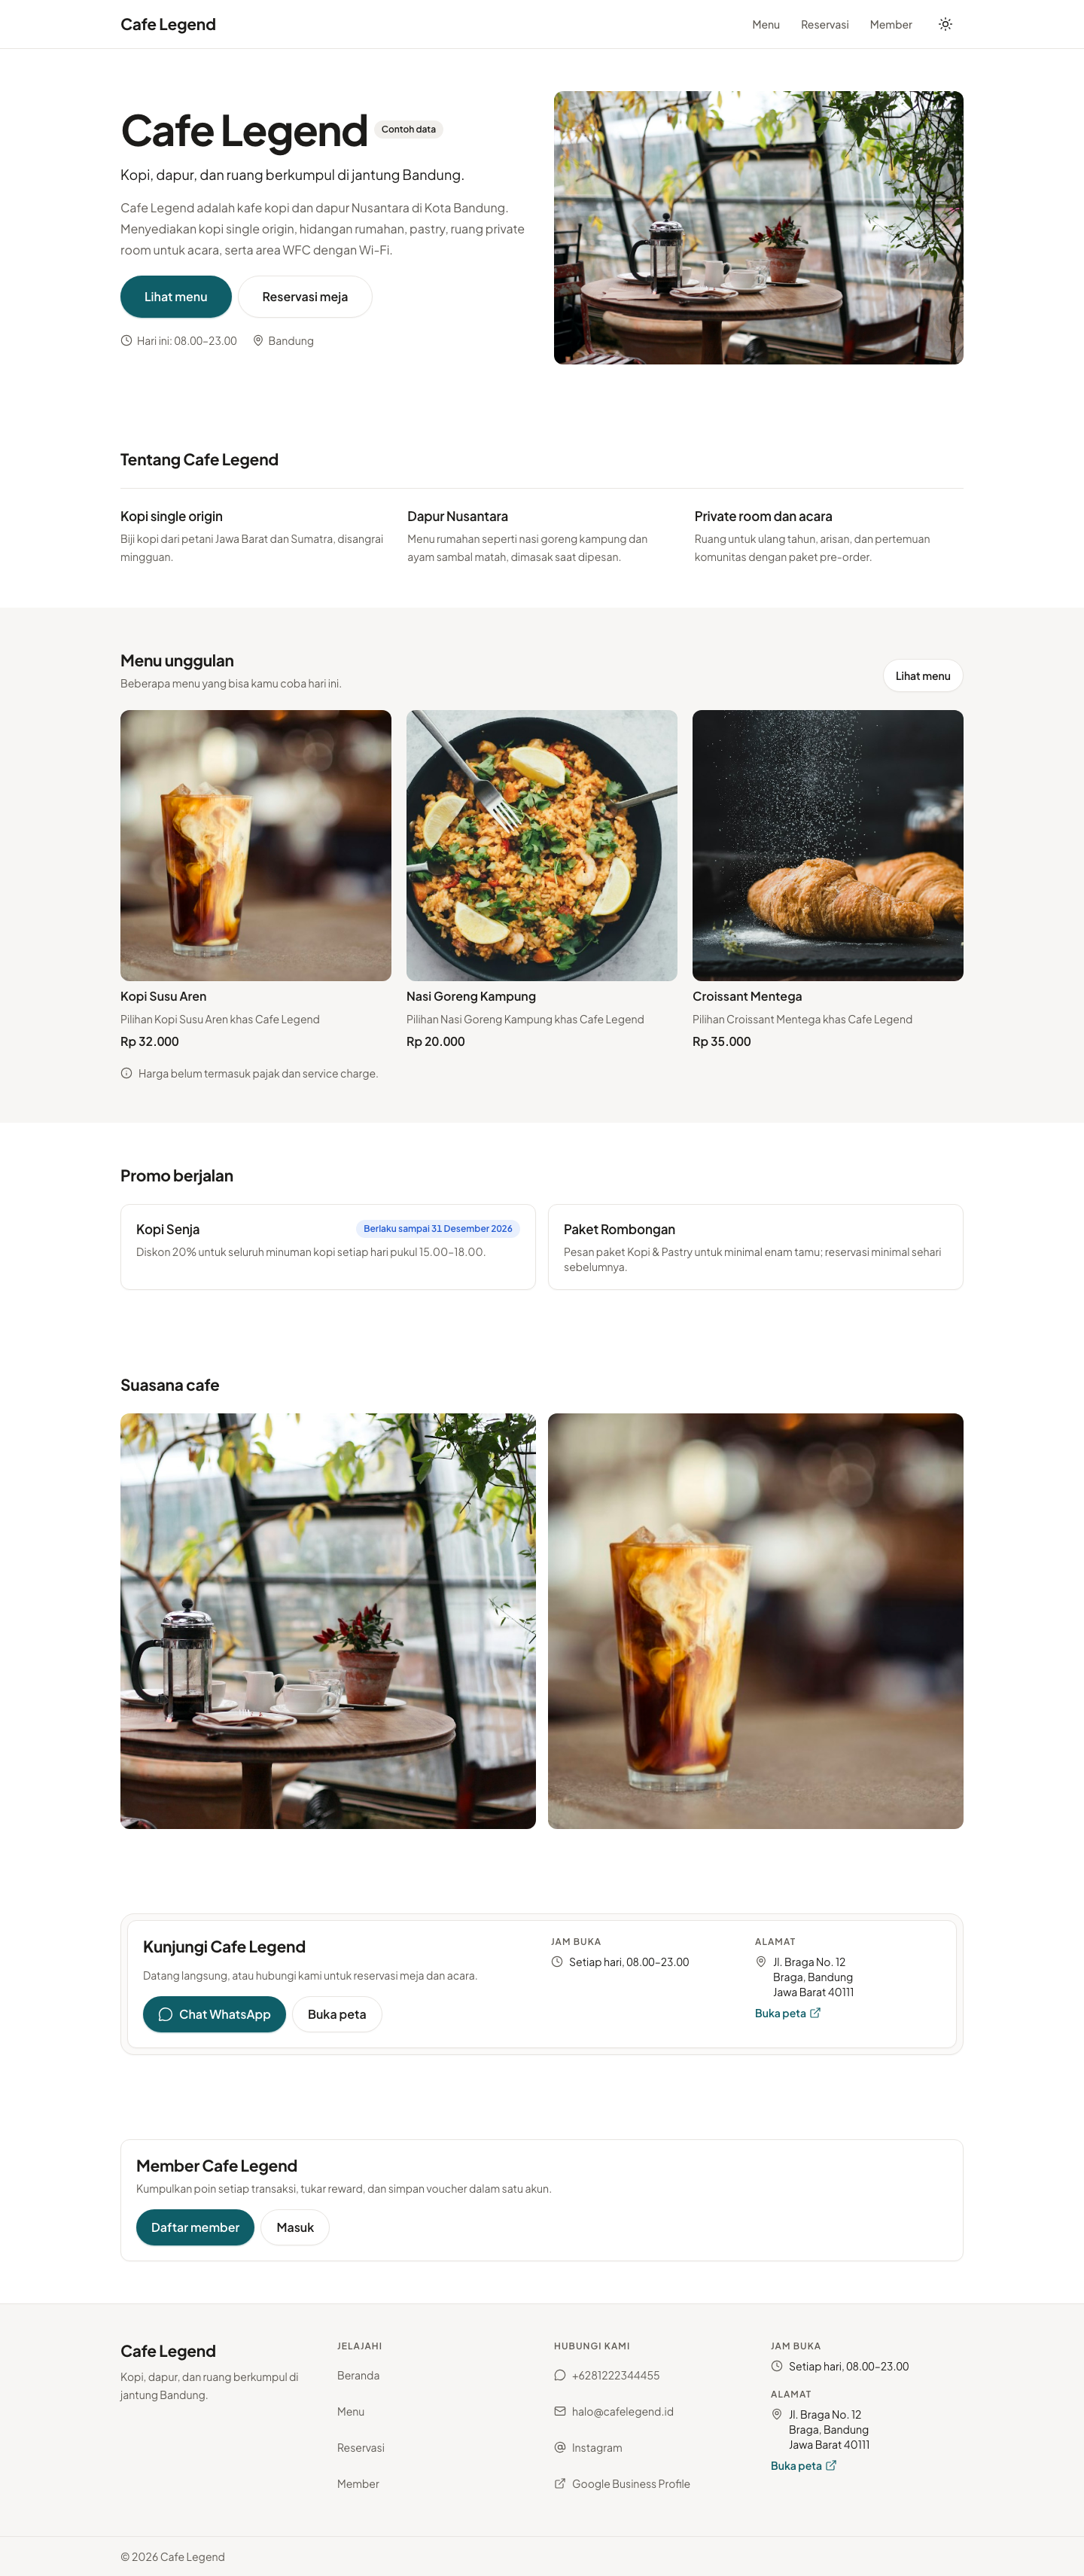 Cafe Legend
Menu
Reservasi
Member
Cafe Legend
Contoh data
Kopi, dapur, dan ruang berkumpul di jantung Bandung.
Cafe Legend adalah kafe kopi dan dapur Nusantara di Kota Bandung.
Menyediakan kopi single origin, hidangan rumahan, pastry, ruang private
room untuk acara, serta area WFC dengan Wi-Fi.
Lihat menu
Reservasi meja
Hari ini: 08.00–23.00
Bandung
Tentang Cafe Legend
Kopi single origin
Biji kopi dari petani Jawa Barat dan Sumatra, disangrai
mingguan.
Dapur Nusantara
Menu rumahan seperti nasi goreng kampung dan
ayam sambal matah, dimasak saat dipesan.
Private room dan acara
Ruang untuk ulang tahun, arisan, dan pertemuan
komunitas dengan paket pre-order.
Menu unggulan
Beberapa menu yang bisa kamu coba hari ini.
Lihat menu
Kopi Susu Aren
Pilihan Kopi Susu Aren khas Cafe Legend
Rp 32.000
Nasi Goreng Kampung
Pilihan Nasi Goreng Kampung khas Cafe Legend
Rp 20.000
Croissant Mentega
Pilihan Croissant Mentega khas Cafe Legend
Rp 35.000
Harga belum termasuk pajak dan service charge.
Promo berjalan
Kopi Senja
Berlaku sampai 31 Desember 2026
Diskon 20% untuk seluruh minuman kopi setiap hari pukul 15.00–18.00.
Paket Rombongan
Pesan paket Kopi & Pastry untuk minimal enam tamu; reservasi minimal sehari
sebelumnya.
Suasana cafe
Kunjungi Cafe Legend
Datang langsung, atau hubungi kami untuk reservasi meja dan acara.
Chat WhatsApp
Buka peta
JAM BUKA
Setiap hari, 08.00–23.00
ALAMAT
Jl. Braga No. 12
Braga, Bandung
Jawa Barat 40111
Buka peta
Member Cafe Legend
Kumpulkan poin setiap transaksi, tukar reward, dan simpan voucher dalam satu akun.
Daftar member
Masuk
Cafe Legend
Kopi, dapur, dan ruang berkumpul di
jantung Bandung.
JELAJAHI
Beranda
Menu
Reservasi
Member
HUBUNGI KAMI
+6281222344455
halo@cafelegend.id
Instagram
Google Business Profile
JAM BUKA
Setiap hari, 08.00–23.00
ALAMAT
Jl. Braga No. 12
Braga, Bandung
Jawa Barat 40111
Buka peta
© 2026 Cafe Legend